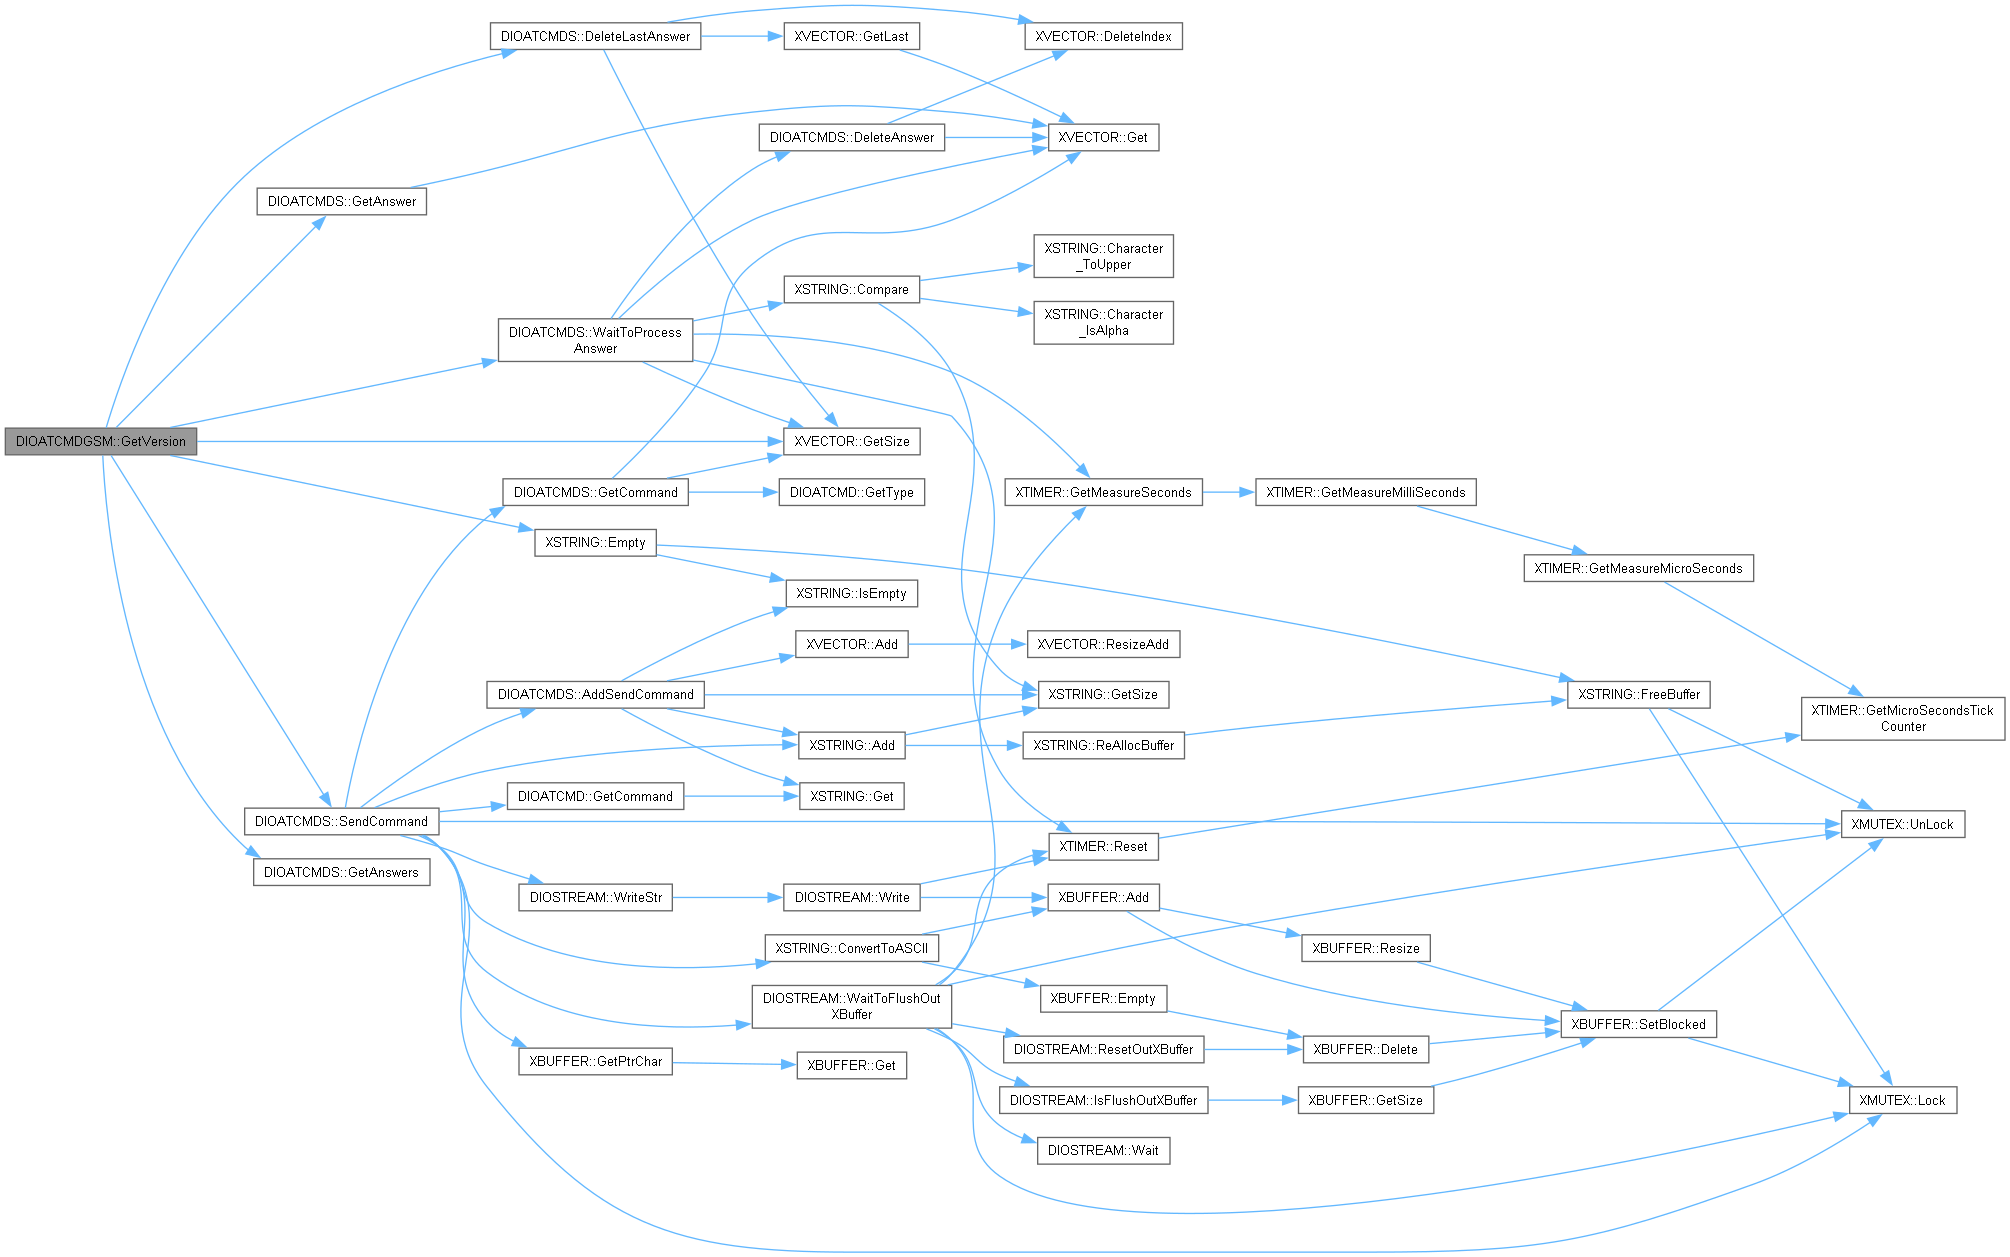 DIOATCMDS::DeleteLastAnswer
XVECTOR::GetLast
XVECTOR::DeleteIndex
DIOATCMDS::DeleteAnswer
XVECTOR::Get
DIOATCMDS::GetAnswer
XSTRING::Character
_ToUpper
XSTRING::Compare
XSTRING::Character
_IsAlpha
DIOATCMDS::WaitToProcess
Answer
DIOATCMDGSM::GetVersion
XVECTOR::GetSize
DIOATCMDS::GetCommand
DIOATCMD::GetType
XTIMER::GetMeasureSeconds
XTIMER::GetMeasureMilliSeconds
XSTRING::Empty
XTIMER::GetMeasureMicroSeconds
XSTRING::IsEmpty
XVECTOR::Add
XVECTOR::ResizeAdd
DIOATCMDS::AddSendCommand
XSTRING::GetSize
XSTRING::FreeBuffer
XTIMER::GetMicroSecondsTick
Counter
XSTRING::Add
XSTRING::ReAllocBuffer
DIOATCMD::GetCommand
XSTRING::Get
DIOATCMDS::SendCommand
XMUTEX::UnLock
XTIMER::Reset
DIOATCMDS::GetAnswers
DIOSTREAM::WriteStr
DIOSTREAM::Write
XBUFFER::Add
XSTRING::ConvertToASCII
XBUFFER::Resize
DIOSTREAM::WaitToFlushOut
XBuffer
XBUFFER::Empty
XBUFFER::SetBlocked
DIOSTREAM::ResetOutXBuffer
XBUFFER::Delete
XBUFFER::GetPtrChar
XBUFFER::Get
DIOSTREAM::IsFlushOutXBuffer
XBUFFER::GetSize
XMUTEX::Lock
DIOSTREAM::Wait